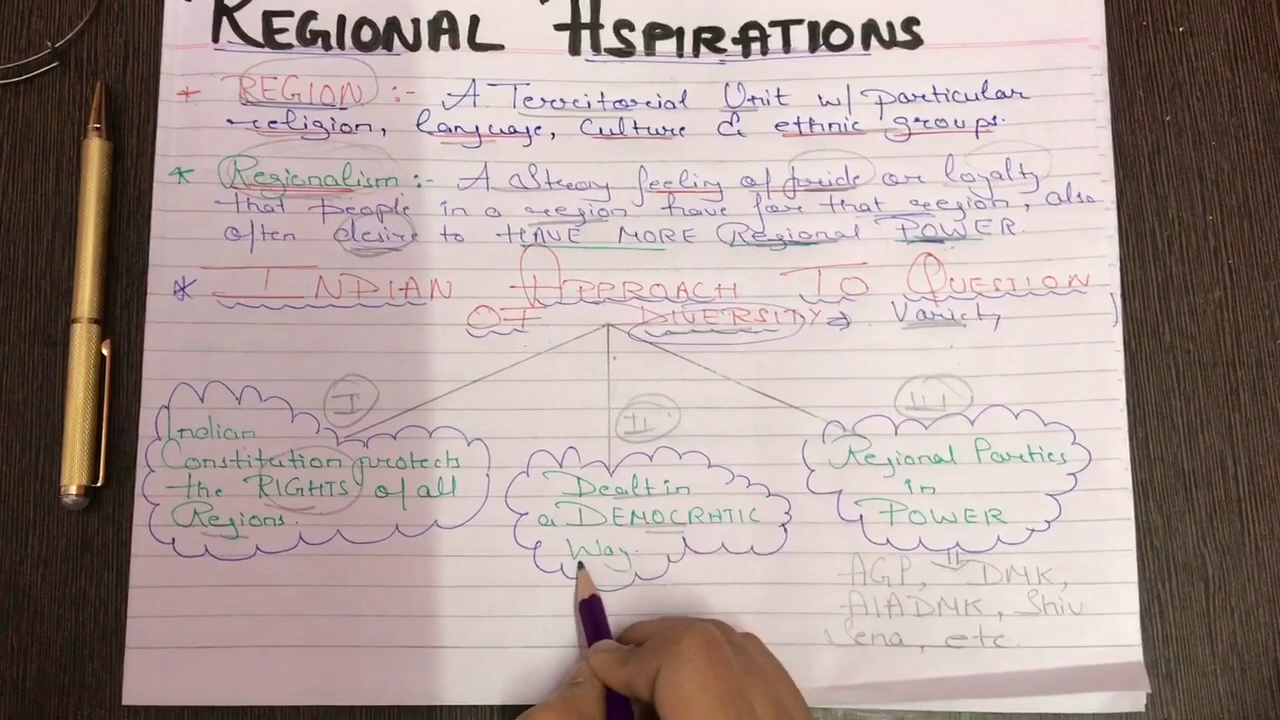 REGIONAL ASPIRATIONS
* REGION :- A Territorial Unit w/ particular
religion, language, culture & ethnic groups.
* Regionalism :- A strong feeling of pride or loyalty
that people in a region have for that region, also
often desire to HAVE MORE Regional POWER.
* INDIAN APPROACH TO QUESTION
OF DIVERSITY → Variety
I
Indian
Constitution protects
the RIGHTS of all
Regions.
II
Dealt in
a DEMOCRATIC
Way.
III
Regional Parties
in
POWER
AGP, DMK,
AIADMK, Shiv
Sena, etc.